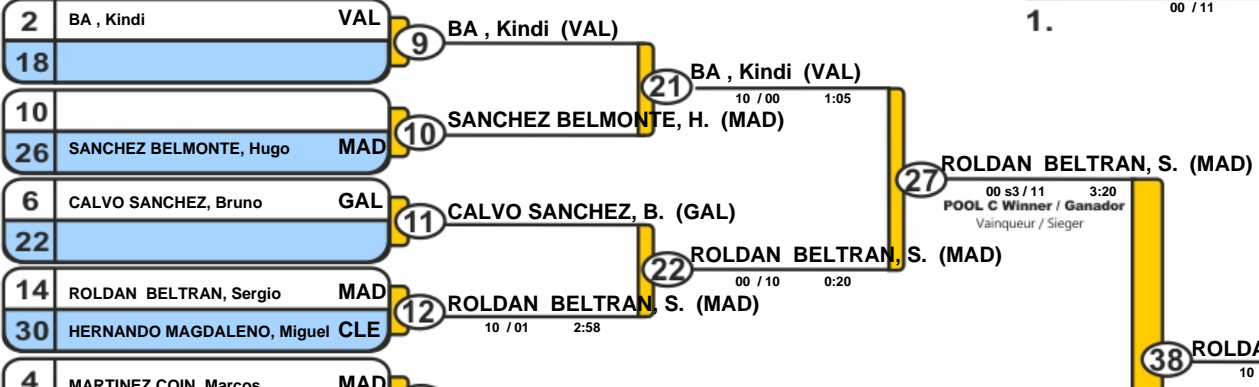 2 BA , Kindi VAL
18
9 BA , Kindi (VAL)
10
26 SANCHEZ BELMONTE, Hugo MAD
10 SANCHEZ BELMONTE, H. (MAD)
21 BA , Kindi (VAL)
10 / 00 1:05
6 CALVO SANCHEZ, Bruno GAL
22
11 CALVO SANCHEZ, B. (GAL)
14 ROLDAN BELTRAN, Sergio MAD
30 HERNANDO MAGDALENO, Miguel CLE
12 ROLDAN BELTRAN, S. (MAD)
10 / 01 2:58
22 ROLDAN BELTRAN, S. (MAD)
00 / 10 0:20
27 ROLDAN BELTRAN, S. (MAD)
00 s3 / 11 3:20
POOL C Winner / Ganador
Vainqueur / Sieger
4 MARTINEZ COIN, Marcos MAD
38 ROLDA
10
00 / 11
1.